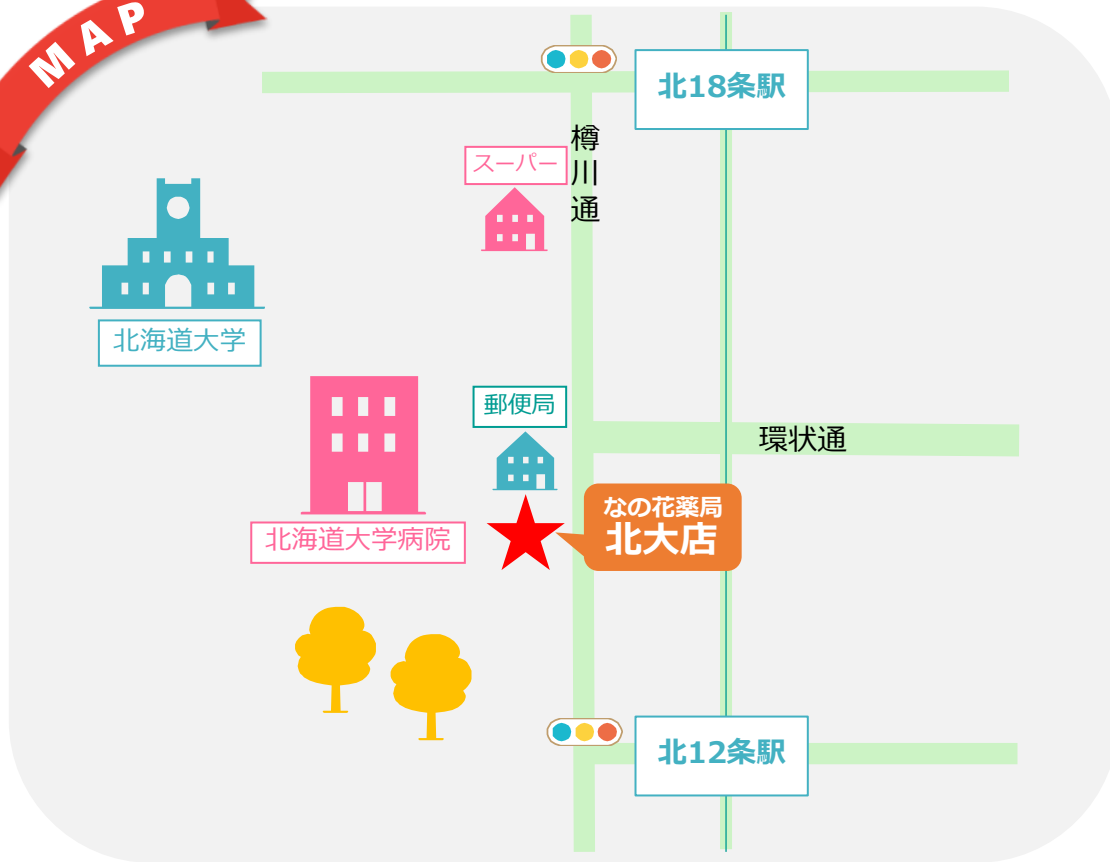 MAP
北18条駅
樽川通
スーパー
北海道大学
郵便局
環状通
なの花薬局
北大店
北海道大学病院
北12条駅